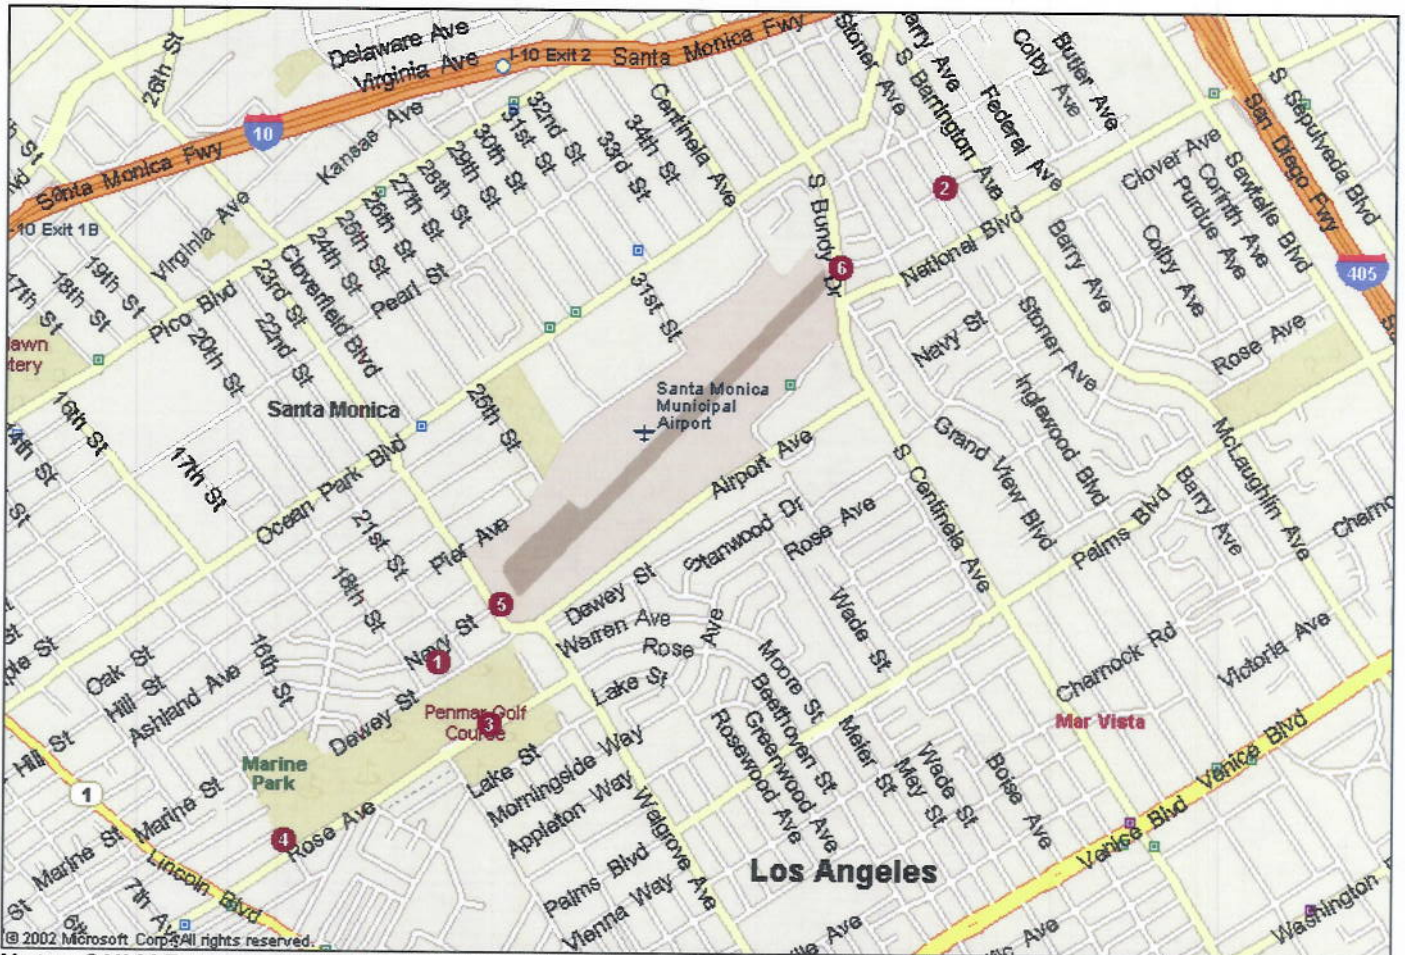 Delaware Ave
Virginia Ave
I-10 Exit 2
Santa Monica Fwy
Stoner Ave
S Barrington Ave
Colby Ave
Butler Ave
Federal Ave
S Sepulveda Blvd
San Diego Fwy
26th St
10
Santa Monica Fwy
Kansas Ave
32nd St
31st St
30th St
29th St
28th St
27th St
26th St
25th St
24th St
33rd St
34th St
Centinela Ave
2
Clover Ave
Sawtelle Blvd
Corinth Ave
Purdue Ave
Colby Ave
-10 Exit 1B
Virginia Ave
S Bundy Dr
6
National Blvd
Barry Ave
405
17th St
18th St
19th St
Pico Blvd
20th St
22nd St
23rd St
Cloverfield Blvd
Pearl St
31st St
Navy St
Stoner Ave
Rose Ave
lawn
tery
Santa Monica
25th St
Santa Monica
Municipal
Airport
Inglewood Blvd
McLaughlin Ave
14th St
16th St
17th St
Ocean Park Blvd
Airport Ave
S Centinela Ave
Grand View Blvd
Palms Blvd
Barry Ave
Charno
21st St
18th St
Pier Ave
Stanwood Dr
Rose Ave
5
Dewey St
Warren Ave
Rose Ave
Wade St
Navy St
1
Oak St
Hill St
Ashland Ave
16th St
Dewey St
Lake St
Moore St
Beethoven St
Greenwood Ave
Rosewood Ave
Meier St
May St
Wade St
Boise Ave
Charnock Rd
Victoria Ave
Mar Vista
Penmar Golf
Course
3
Hill St
Marine
Park
1
Marine St
Marine St
4
Rose Ave
Lake St
Morningside Way
Appleton Way
Walgrove Ave
Venice Blvd
Venice Blvd
Lincoln Blvd
7th Ave
Palms Blvd
Vienna Way
Los Angeles
Washington
© 2002 Microsoft Corp. All rights reserved.